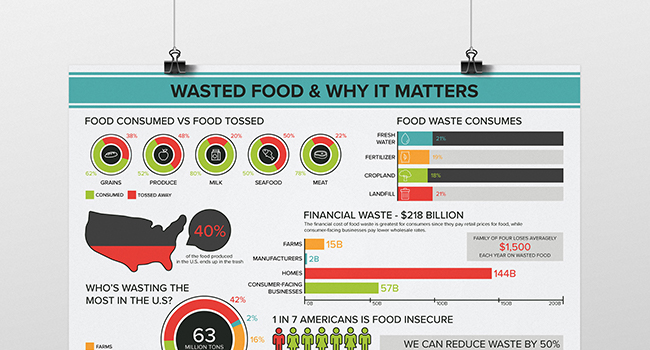 WASTED FOOD & WHY IT MATTERS
FOOD CONSUMED VS FOOD TOSSED
38%
62%
GRAINS
48%
52%
PRODUCE
20%
80%
MILK
50%
50%
SEAFOOD
22%
78%
MEAT
CONSUMED
TOSSED AWAY
FOOD WASTE CONSUMES
FRESH
WATER
21%
FERTILIZER
19%
CROPLAND
18%
LANDFILL
21%
40%
of the food produced
in the U.S. ends up in the trash
FINANCIAL WASTE - $218 BILLION
The financial cost of food waste is greatest for consumers since they pay retail prices for food, while
consumer-facing businesses pay lower wholesale rates.
FARMS
15B
MANUFACTURERS
2B
HOMES
144B
CONSUMER-FACING
BUSINESSES
57B
0B
50B
100B
150B
200B
FAMILY OF FOUR LOSES AVERAGELY
$1,500
EACH YEAR ON WASTED FOOD
WHO'S WASTING THE
MOST IN THE U.S.?
42%
2%
16%
63
MILLION TONS
FARMS
1 IN 7 AMERICANS IS FOOD INSECURE
WE CAN REDUCE WASTE BY 50%